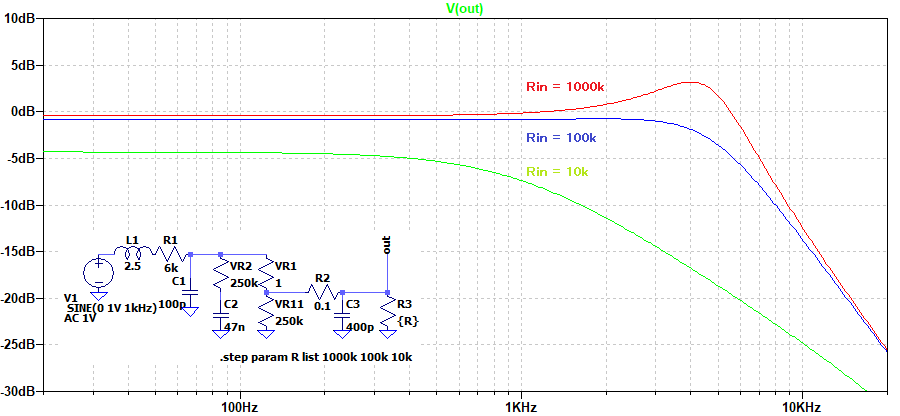 V(out)
10dB
5dB
0dB
-5dB
-10dB
-15dB
-20dB
-25dB
-30dB
Rin = 1000k
Rin = 100k
Rin = 10k
L1
2.5
R1
6k
C1
100p
V1
SINE(0 1V 1kHz)
AC 1V
VR2
250k
C2
47n
VR1
1
VR11
250k
R2
0.1
C3
400p
out
R3
{R}
.step param R list 1000k 100k 10k
100Hz
1KHz
10KHz